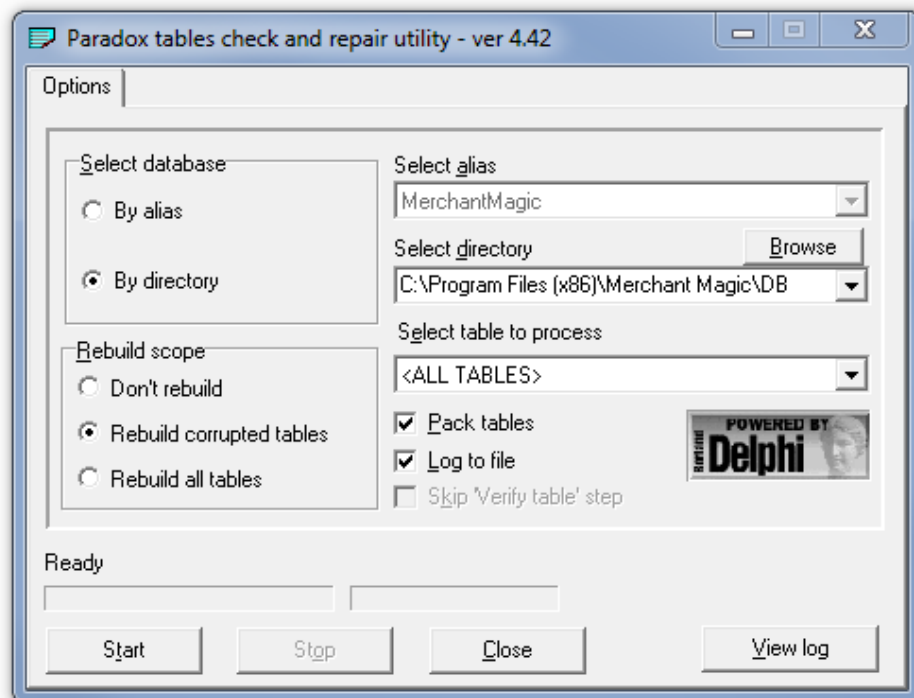 Paradox tables check and repair utility - ver 4.42
Options
Select database
By alias
By directory
Select alias
MerchantMagic
Select directory
Browse
C:\Program Files (x86)\Merchant Magic\DB
Select table to process
<ALL TABLES>
Rebuild scope
Don't rebuild
Rebuild corrupted tables
Rebuild all tables
Pack tables
Log to file
Skip 'Verify table' step
POWERED BY
Borland
Delphi
Ready
Start
Stop
Close
View log